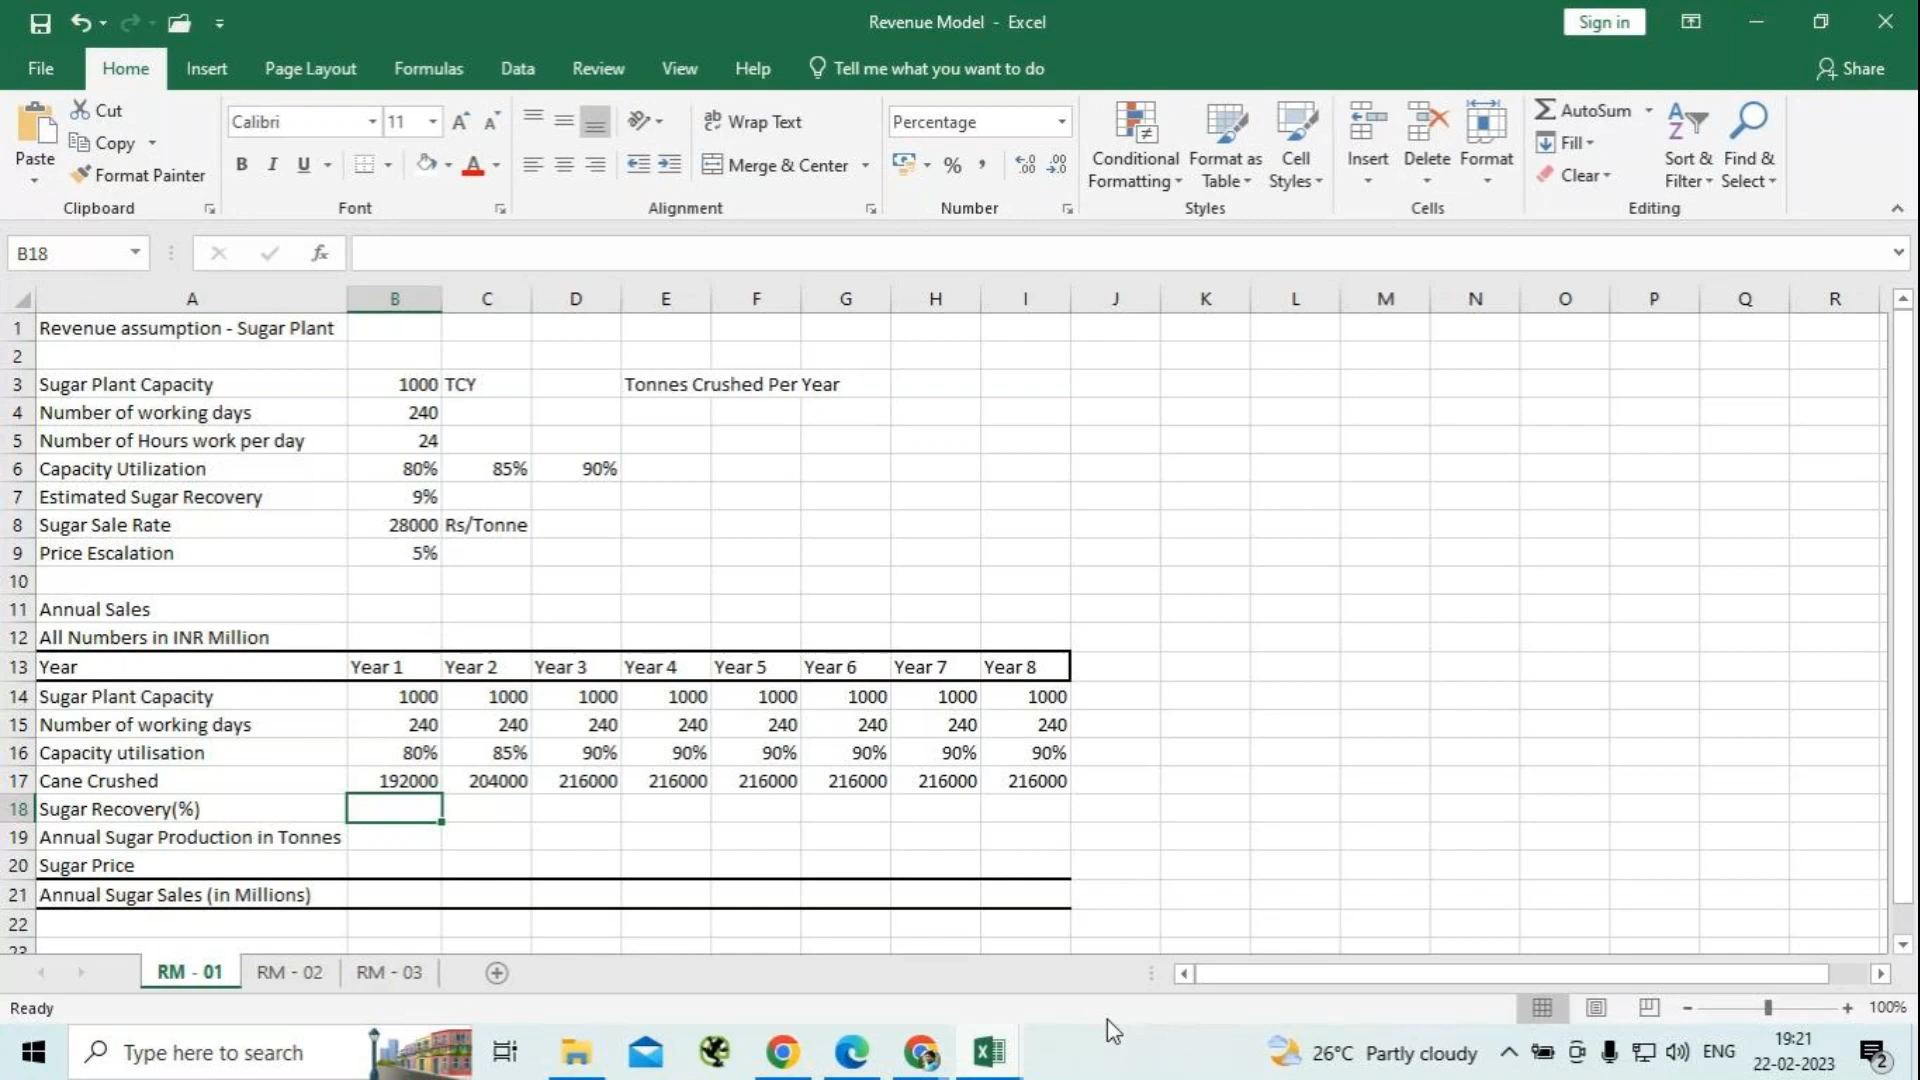 Revenue Model - Excel
Sign in
File Home Insert Page Layout Formulas Data Review View Help Tell me what you want to do Share
Paste
Cut
Copy
Format Painter
Clipboard
Calibri 11
B I U
Font
Wrap Text
Merge & Center
Alignment
Percentage
% ,
Number
Conditional Formatting
Format as Table
Cell Styles
Styles
Insert Delete Format
Cells
AutoSum
Fill
Clear
Sort & Filter
Find & Select
Editing
B18 fx
A B C D E F G H I J K L M N O P Q R
1 Revenue assumption - Sugar Plant
2
3 Sugar Plant Capacity 1000 TCY Tonnes Crushed Per Year
4 Number of working days 240
5 Number of Hours work per day 24
6 Capacity Utilization 80% 85% 90%
7 Estimated Sugar Recovery 9%
8 Sugar Sale Rate 28000 Rs/Tonne
9 Price Escalation 5%
10
11 Annual Sales
12 All Numbers in INR Million
13 Year Year 1 Year 2 Year 3 Year 4 Year 5 Year 6 Year 7 Year 8
14 Sugar Plant Capacity 1000 1000 1000 1000 1000 1000 1000 1000
15 Number of working days 240 240 240 240 240 240 240 240
16 Capacity utilisation 80% 85% 90% 90% 90% 90% 90% 90%
17 Cane Crushed 192000 204000 216000 216000 216000 216000 216000 216000
18 Sugar Recovery(%)
19 Annual Sugar Production in Tonnes
20 Sugar Price
21 Annual Sugar Sales (in Millions)
22
23
RM - 01 RM - 02 RM - 03
Ready 100%
Type here to search 26°C Partly cloudy ENG 19:21
22-02-2023 2